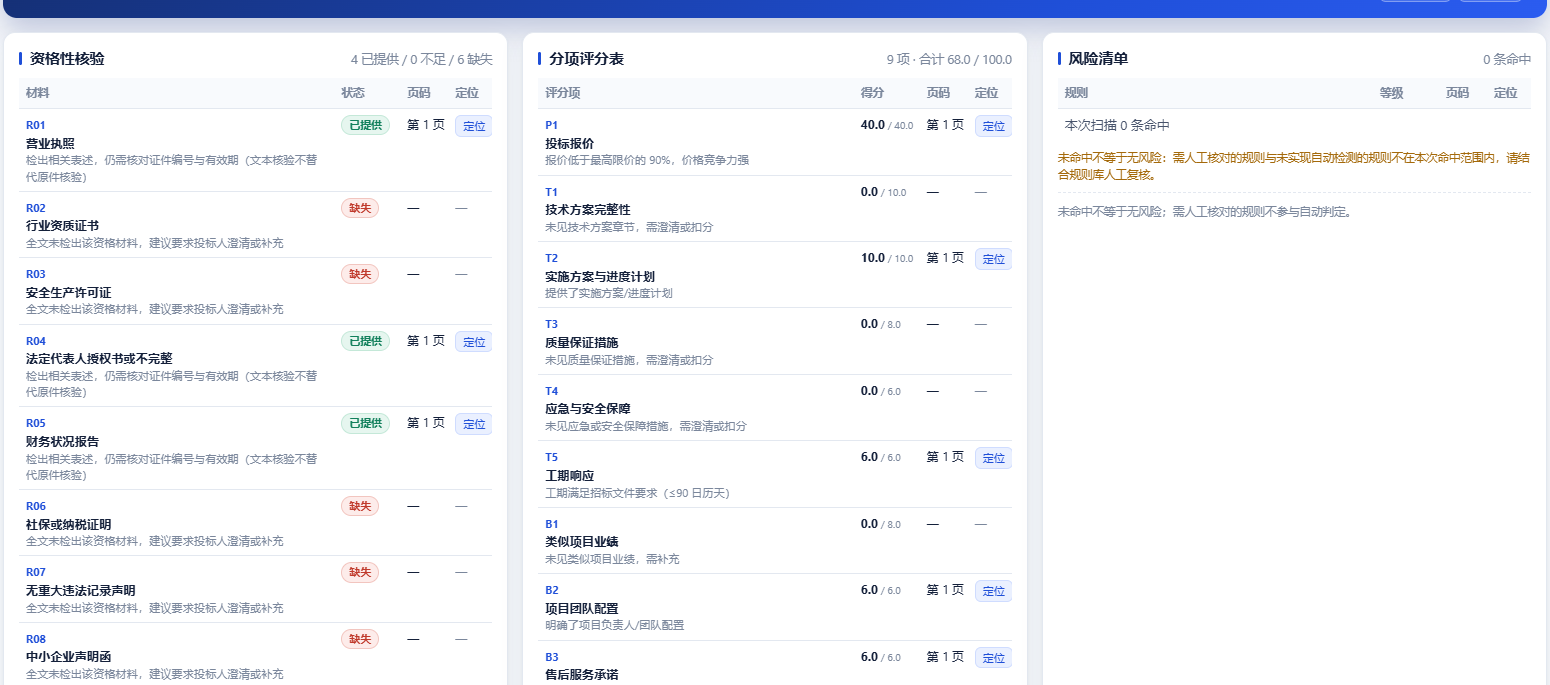 资格性核验
4 已提供 / 0 不足 / 6 缺失
材料 状态 页码 定位
R01 已提供 第 1 页 定位
营业执照
检出相关表述，仍需核对证件编号与有效期（文本核验不替
代原件核验）
R02 缺失 — —
行业资质证书
全文未检出该资格材料，建议要求投标人澄清或补充
R03 缺失 — —
安全生产许可证
全文未检出该资格材料，建议要求投标人澄清或补充
R04 已提供 第 1 页 定位
法定代表人授权书或不完整
检出相关表述，仍需核对证件编号与有效期（文本核验不替
代原件核验）
R05 已提供 第 1 页 定位
财务状况报告
检出相关表述，仍需核对证件编号与有效期（文本核验不替
代原件核验）
R06 缺失 — —
社保或纳税证明
全文未检出该资格材料，建议要求投标人澄清或补充
R07 缺失 — —
无重大违法记录声明
全文未检出该资格材料，建议要求投标人澄清或补充
R08 缺失 — —
中小企业声明函
全文未检出该资格材料，建议要求投标人澄清或补充
分项评分表
9 项 · 合计 68.0 / 100.0
评分项 得分 页码 定位
P1 40.0 / 40.0 第 1 页 定位
投标报价
报价低于最高限价的 90%，价格竞争力强
T1 0.0 / 10.0 — —
技术方案完整性
未见技术方案章节，需澄清或扣分
T2 10.0 / 10.0 第 1 页 定位
实施方案与进度计划
提供了实施方案/进度计划
T3 0.0 / 8.0 — —
质量保证措施
未见质量保证措施，需澄清或扣分
T4 0.0 / 6.0 — —
应急与安全保障
未见应急或安全保障措施，需澄清或扣分
T5 6.0 / 6.0 第 1 页 定位
工期响应
工期满足招标文件要求（≤90 日历天）
B1 0.0 / 8.0 — —
类似项目业绩
未见类似项目业绩，需补充
B2 6.0 / 6.0 第 1 页 定位
项目团队配置
明确了项目负责人/团队配置
B3 6.0 / 6.0 第 1 页 定位
售后服务承诺
风险清单
0 条命中
规则 等级 页码 定位
本次扫描 0 条命中
未命中不等于无风险：需人工核对的规则与未实现自动检测的规则不在本次命中范围内，请结
合规则库人工复核。
未命中不等于无风险；需人工核对的规则不参与自动判定。